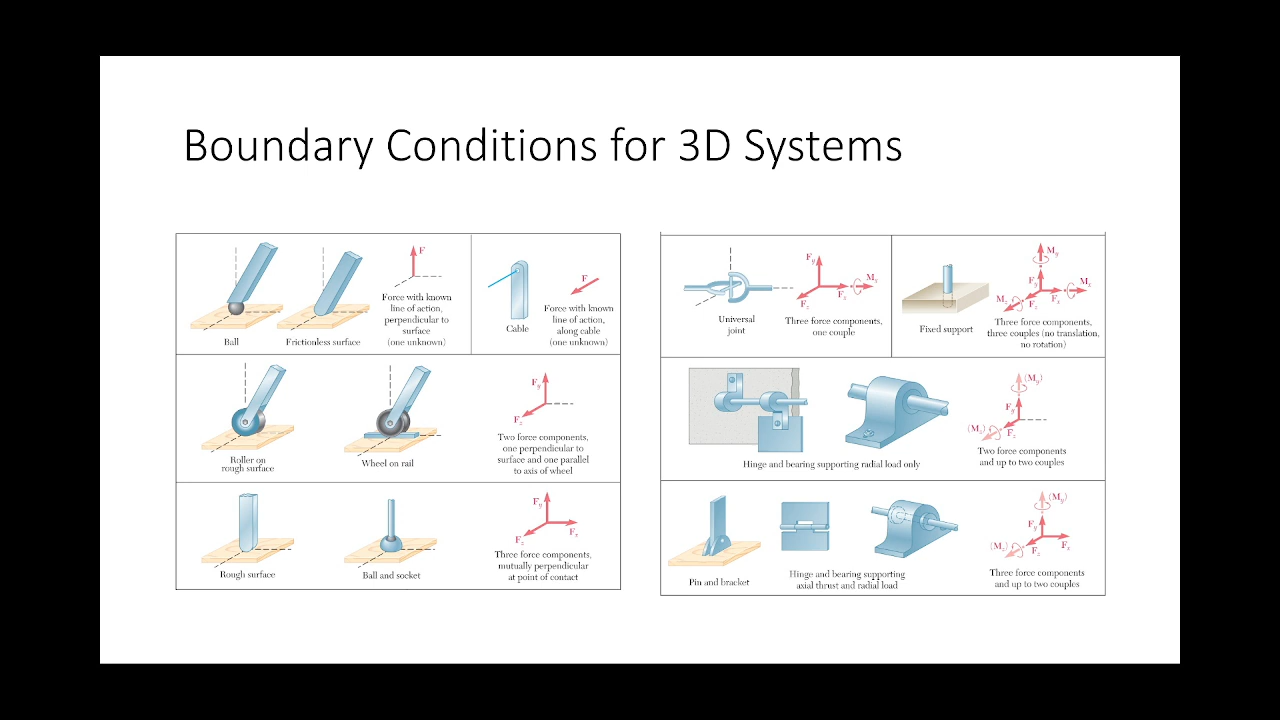 Boundary Conditions for 3D Systems
F
Force with known
line of action,
perpendicular to
surface
(one unknown)
Ball
Frictionless surface
F
Force with known
line of action,
along cable
(one unknown)
Cable
Fy
Fz
Two force components,
one perpendicular to
surface and one parallel
to axis of wheel
Roller on
rough surface
Wheel on rail
Fy
Fz
Fx
Three force components,
mutually perpendicular
at point of contact
Rough surface
Ball and socket
Fy
Fz
Fx
Mx
Universal
joint
Three force components,
one couple
My
Fy
Mz
Fz
Fx
Mx
Fixed support
Three force components,
three couples (no translation,
no rotation)
(My)
Fy
(Mz)
Fz
Two force components
and up to two couples
Hinge and bearing supporting radial load only
(My)
Fy
(Mz)
Fz
Fx
Three force components
and up to two couples
Pin and bracket
Hinge and bearing supporting
axial thrust and radial load